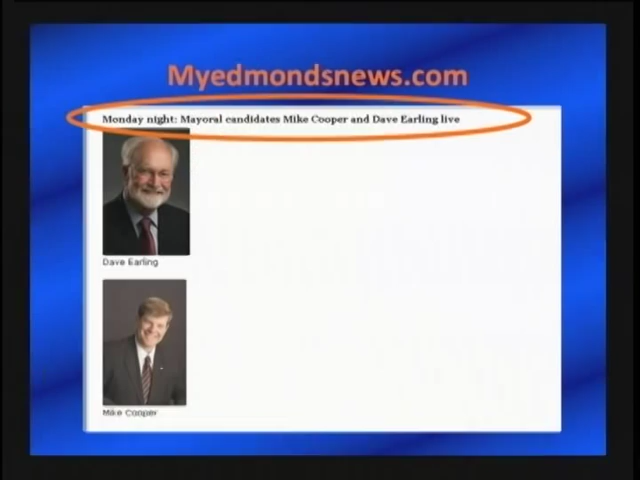 Myedmondsnews.com
Monday night: Mayoral candidates Mike Cooper and Dave Earling live
Dave Earling
Mike Cooper